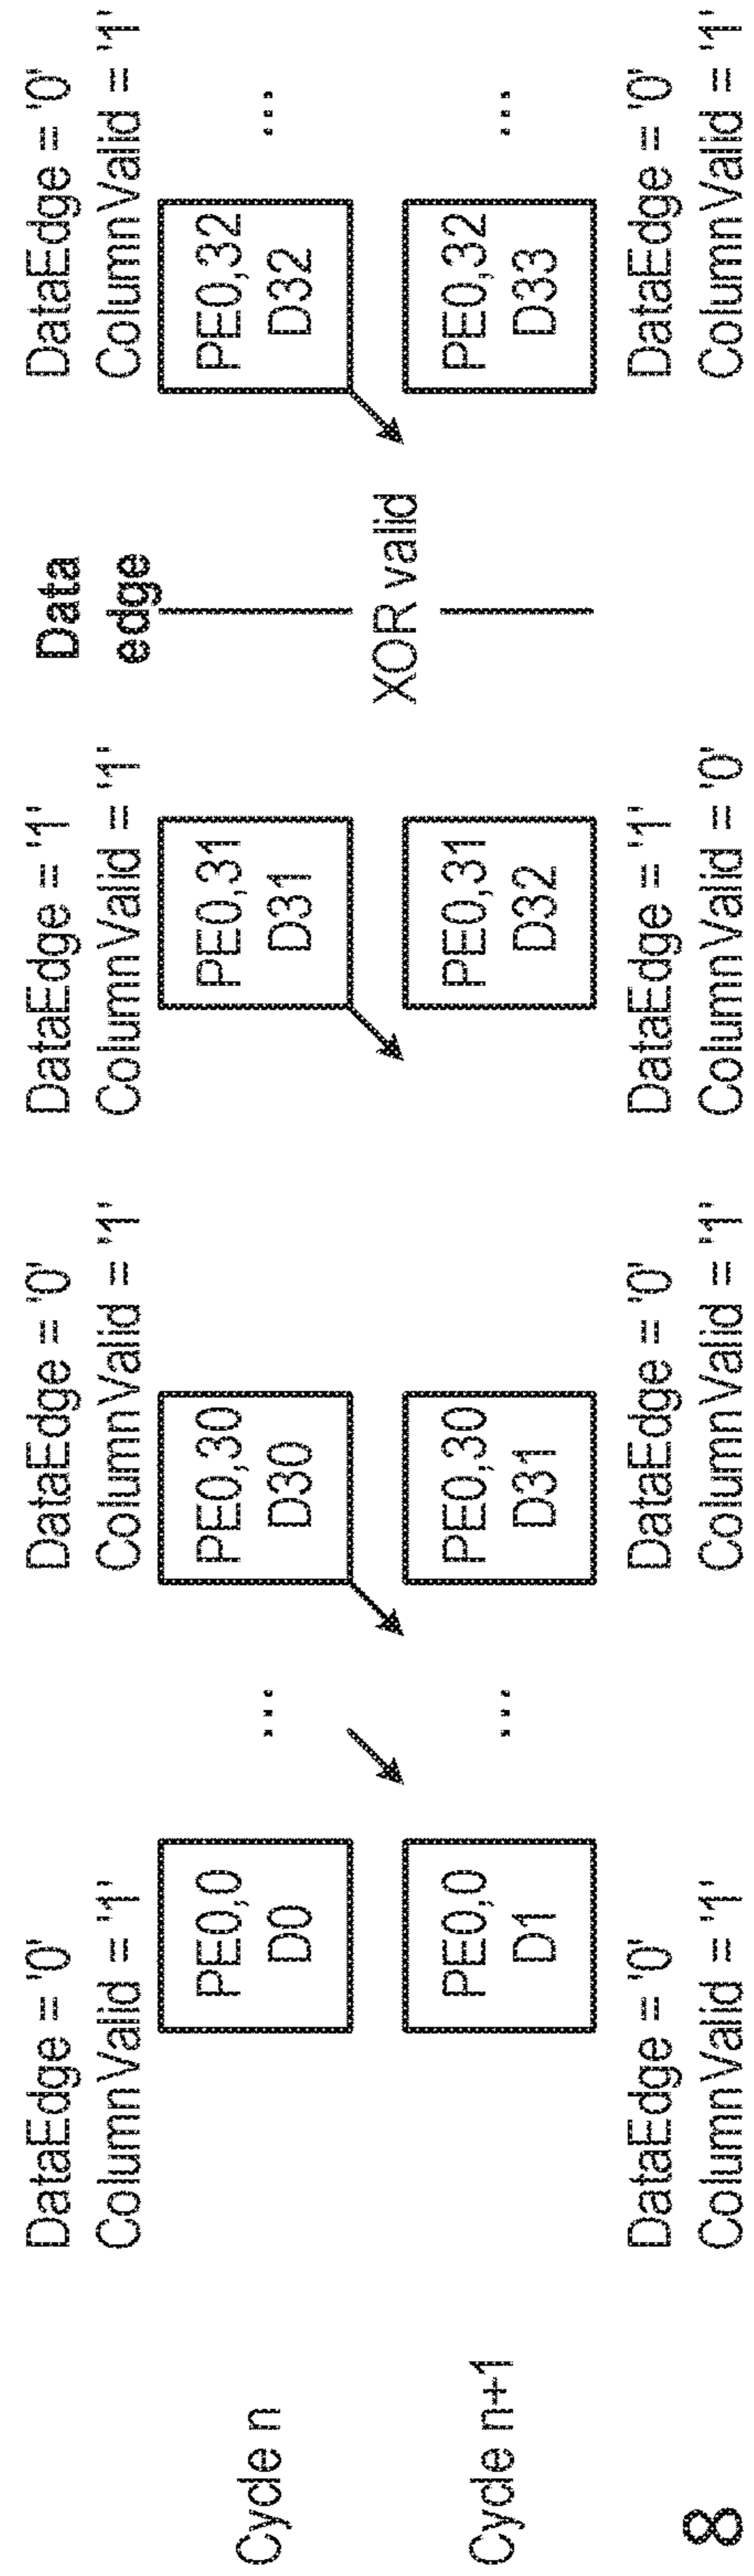 DataEdge = '0'
ColumnValid = '1'
DataEdge = '0'
ColumnValid = '1'
DataEdge = '1'
ColumnValid = '1'
Data
edge
DataEdge = '0'
ColumnValid = '1'
Cycle n
PE0,0
D0
...
PE0,30
D30
PE0,31
D31
PE0,32
D32
...
XOR valid
Cycle n+1
PE0,0
D1
...
PE0,30
D31
PE0,31
D32
PE0,32
D33
...
DataEdge = '0'
ColumnValid = '1'
DataEdge = '0'
ColumnValid = '1'
DataEdge = '1'
ColumnValid = '0'
DataEdge = '0'
ColumnValid = '1'
8